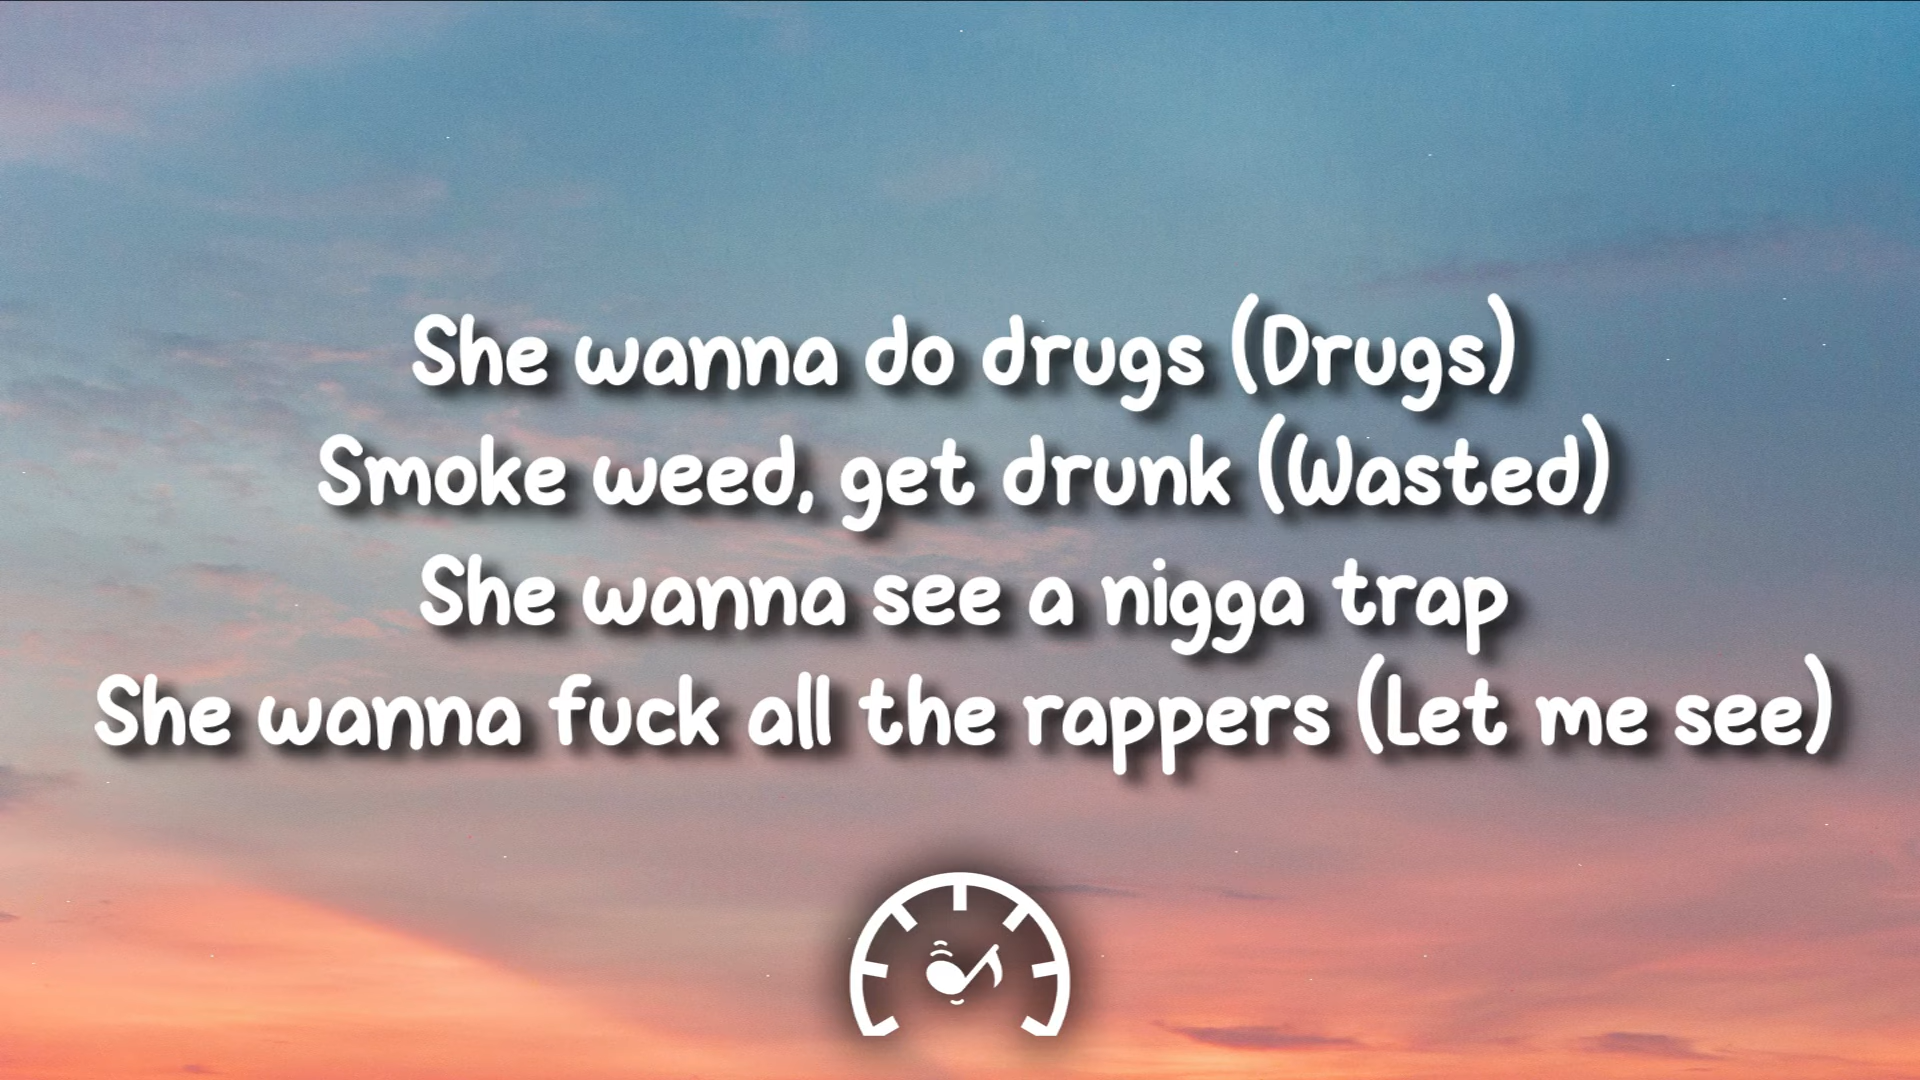 She wanna do drugs (Drugs)
Smoke weed, get drunk (Wasted)
She wanna see a nigga trap
She wanna fuck all the rappers (Let me see)